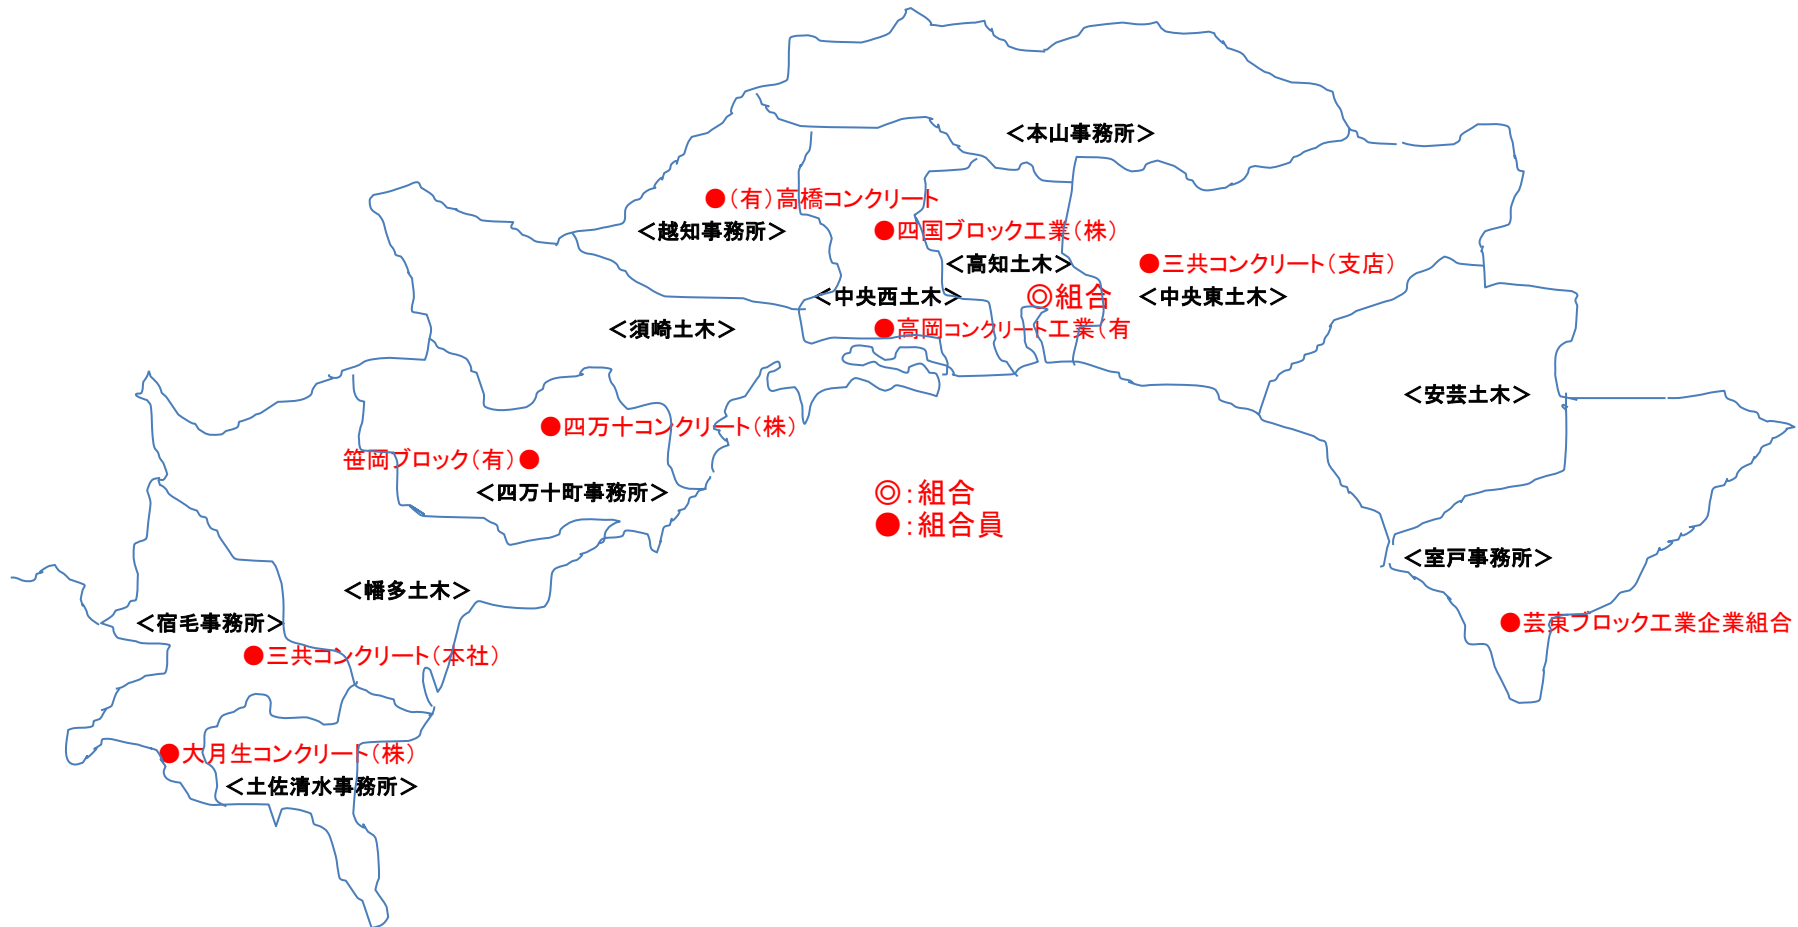 ＜本山事務所＞
●（有）高橋コンクリート
＜越知事務所＞
●四国ブロック工業（株）
＜高知土木＞
●三共コンクリート（支店）
＜中央西土木＞
◎組合
＜中央東土木＞
＜須崎土木＞
●高岡コンクリート工業（有
＜安芸土木＞
●四万十コンクリート（株）
笹岡ブロック（有）●
＜四万十町事務所＞
◎：組合
●：組合員
＜室戸事務所＞
＜幡多土木＞
＜宿毛事務所＞
●芸東ブロック工業企業組合
●三共コンクリート（本社）
●大月生コンクリート（株）
＜土佐清水事務所＞